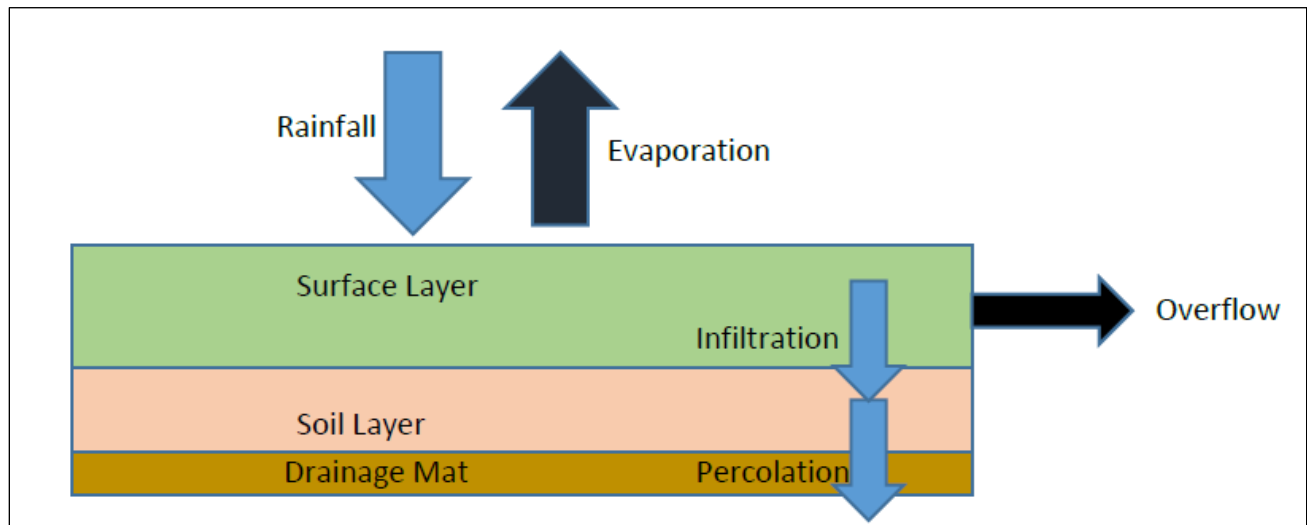 Rainfall
Evaporation
Surface Layer
Overflow
Infiltration
Soil Layer
Drainage Mat
Percolation